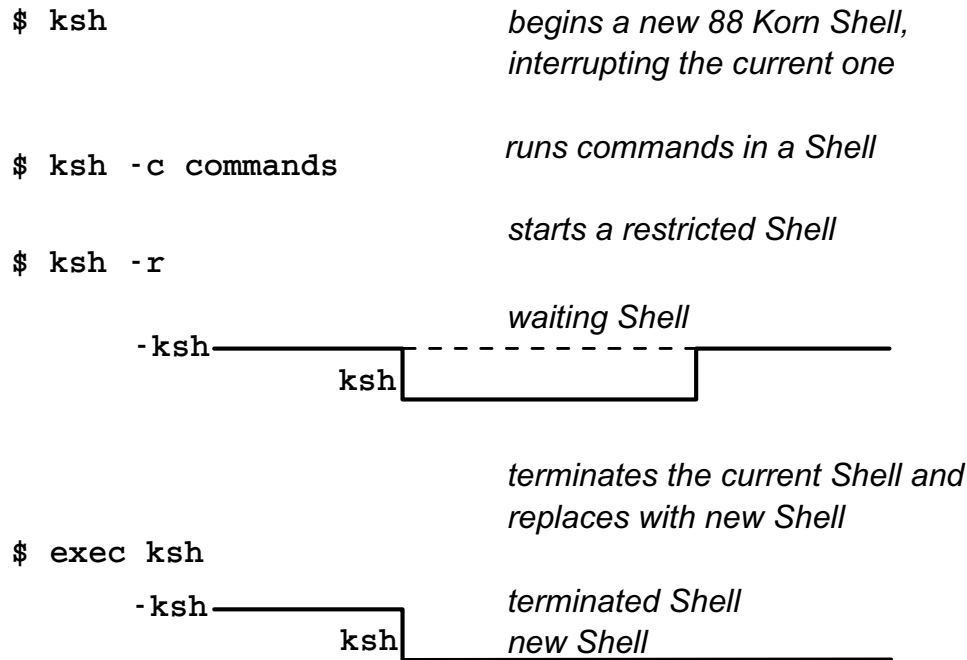 $ ksh
begins a new 88 Korn Shell,
interrupting the current one
$ ksh -c commands
runs commands in a Shell
starts a restricted Shell
$ ksh -r
waiting Shell
-ksh
ksh
terminates the current Shell and
replaces with new Shell
$ exec ksh
-ksh
terminated Shell
ksh
new Shell